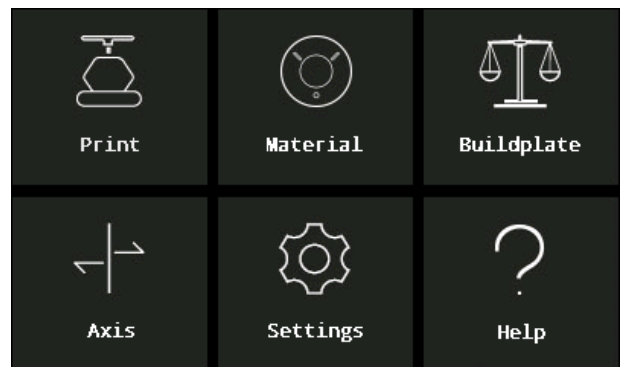 Print
Material
Buildplate
Axis
Settings
Help